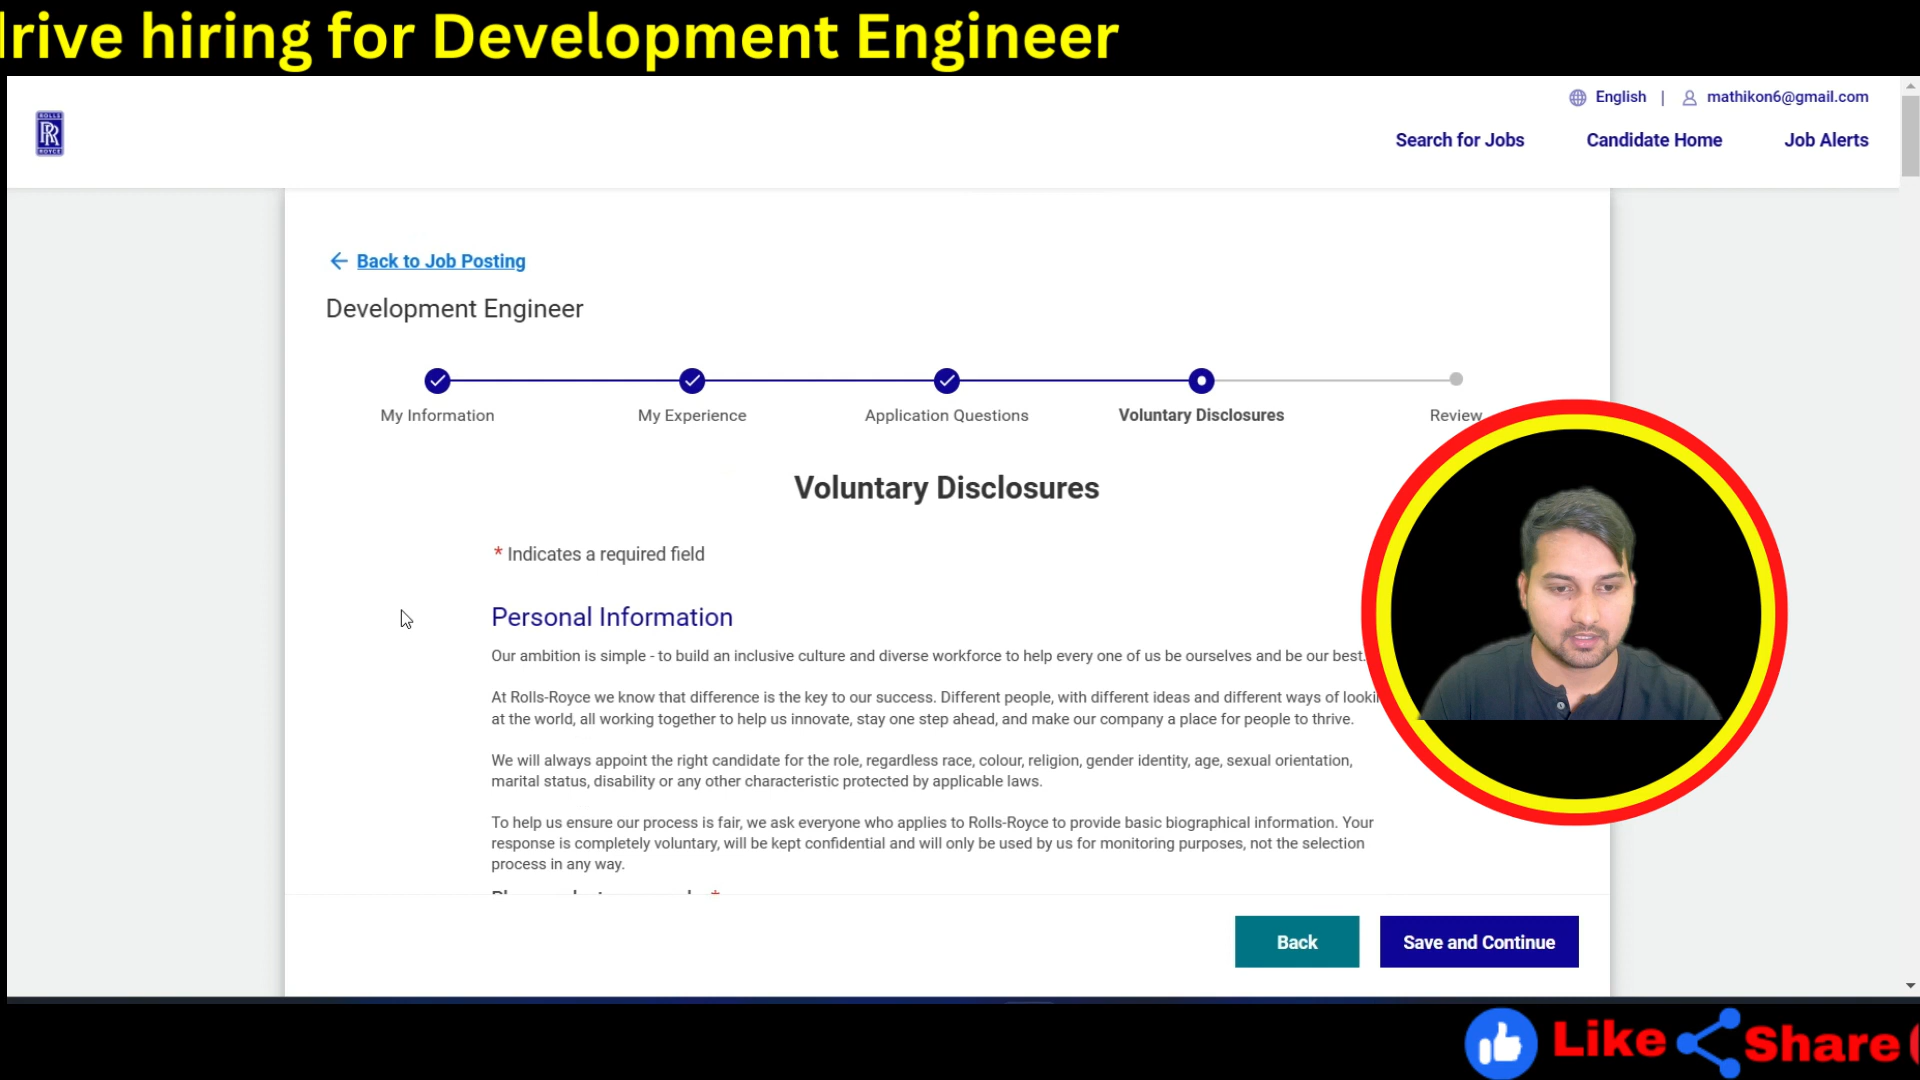 hiring for Development Engineer
English | mathikon6@gmail.com
ROLLS
RR
ROYCE
Search for Jobs Candidate Home Job Alerts
Back to Job Posting
Development Engineer
My Information My Experience Application Questions Voluntary Disclosures Review
Voluntary Disclosures
* Indicates a required field
Personal Information
Our ambition is simple - to build an inclusive culture and diverse workforce to help every one of us be ourselves and be our best.
At Rolls-Royce we know that difference is the key to our success. Different people, with different ideas and different ways of
at the world, all working together to help us innovate, stay one step ahead, and make our company a place for people to thrive.
We will always appoint the right candidate for the role, regardless race, colour, religion, gender identity, age, sexual orientation,
marital status, disability or any other characteristic protected by applicable laws.
To help us ensure our process is fair, we ask everyone who applies to Rolls-Royce to provide basic biographical information. Your
response is completely voluntary, will be kept confidential and will only be used by us for monitoring purposes, not the selection
process in any way.
Back Save and Continue
Like Share